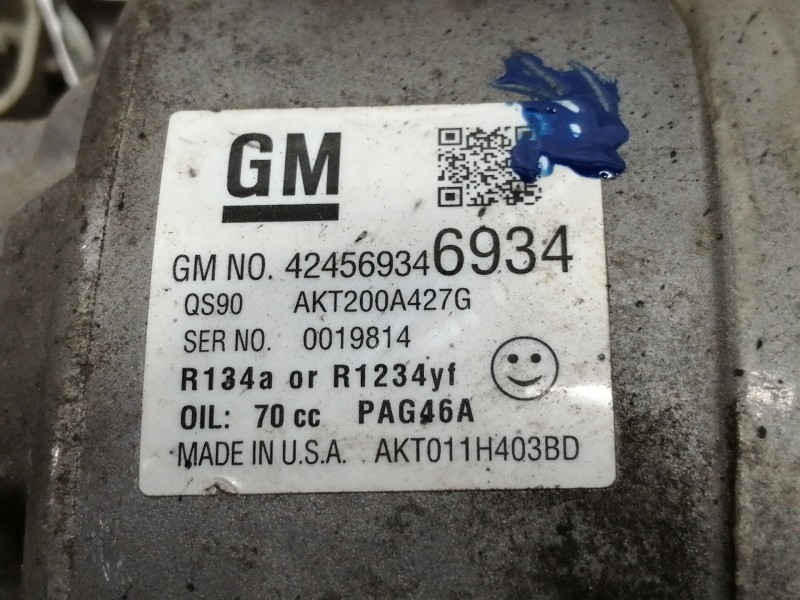 GM
GM NO. 42456934 6934
QS90 AKT200A427G
SER NO. 0019814
R134a or R1234yf
OIL: 70 cc PAG46A
MADE IN U.S.A. AKT011H403BD